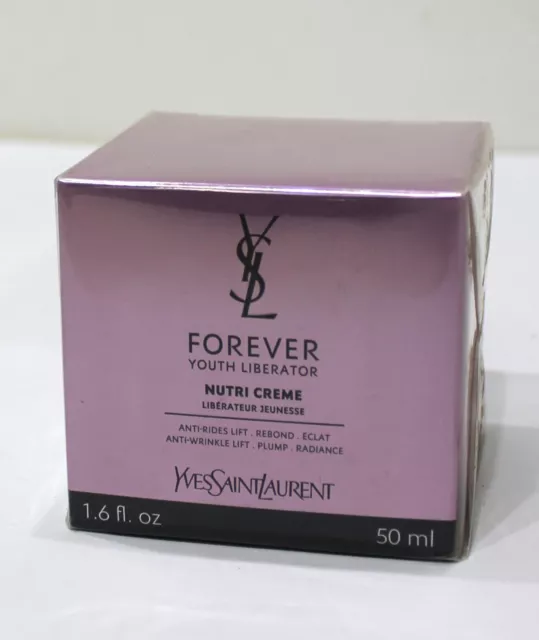 YSL
FOREVER
YOUTH LIBERATOR
NUTRI CREME
LIBÉRATEUR JEUNESSE
ANTI-RIDES LIFT . REBOND . ECLAT
ANTI-WRINKLE LIFT . PLUMP . RADIANCE
YVESSAINTLAURENT
1.6 fl. oz
50 ml